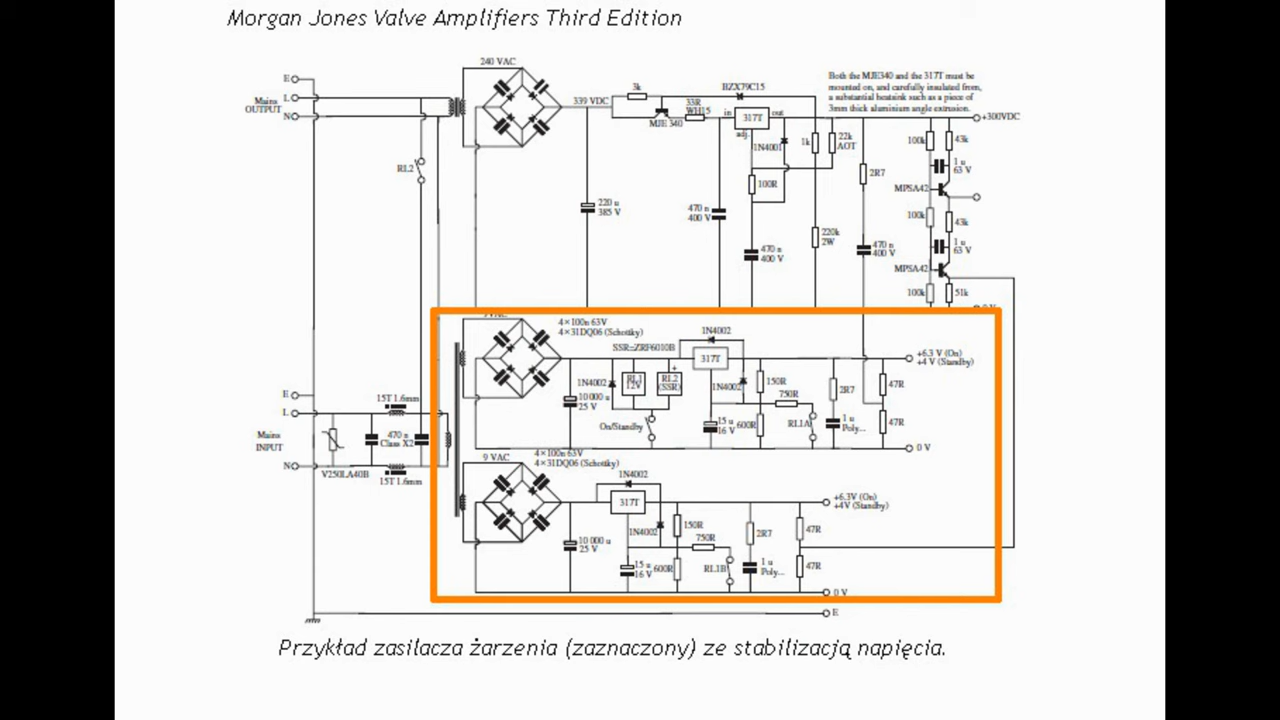 Morgan Jones Valve Amplifiers Third Edition
240 VAC
E
Mains
OUTPUT
L
N
RL2
339 VDC
3k
BZX79C15
33R
WH15
MJE 340
in
317T
out
adj.
1N4001
1k
22k
AOT
Both the MJE340 and the 317T must be
mounted on, and carefully insulated from,
a substantial heatsink such as a piece of
3mm thick aluminium angle extrusion.
+300VDC
100k
43k
1 u
63 V
MPSA42
100k
43k
1 u
63 V
MPSA42
100k
51k
2R7
100R
220 u
385 V
470 n
400 V
470 n
400 V
220k
2W
470 n
400 V
4×100n 63V
4×31DQ06 (Schottky)
SSR=ZRF6010B
1N4002
317T
1N4002
RL1
12V
+
RL2
(SSR)
1N4002
150R
750R
2R7
47R
+6.3 V (On)
+4 V (Standby)
10 000 u
25 V
On/Standby
15 u
16 V
600R
RL1A
1 u
Poly...
47R
0 V
E
L
Mains
INPUT
N
15T 1.6mm
470 n
Class X2
V250LA40B
15T 1.6mm
9 VAC
4×100n 63V
4×31DQ06 (Schottky)
1N4002
317T
1N4002
150R
750R
2R7
47R
+6.3V (On)
+4V (Standby)
10 000 u
25 V
15 u
16 V
600R
RL1B
1 u
Poly...
47R
0 V
E
Przykład zasilacza żarzenia (zaznaczony) ze stabilizacją napięcia.